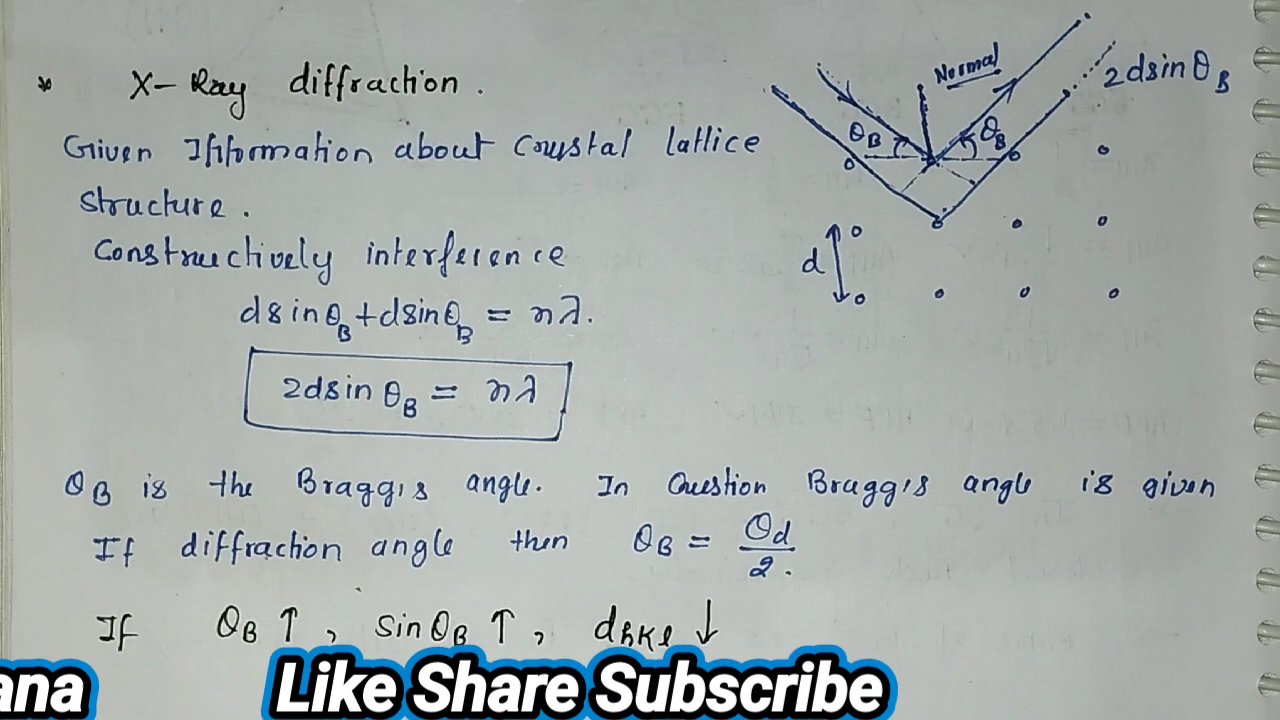 * X-Ray diffraction.
Given Information about Crystal lattice
structure.
Constructively interference
dsinθB+dsinθB = nλ.
2dsinθB = nλ
θB is the Bragg's angle. In Question Bragg's angle is given
If diffraction angle then θB = θd/2.
If θB ↑, sinθB ↑, dhkl ↓
Normal
2dsinθB
θB
θB
d
ana
Like Share Subscribe